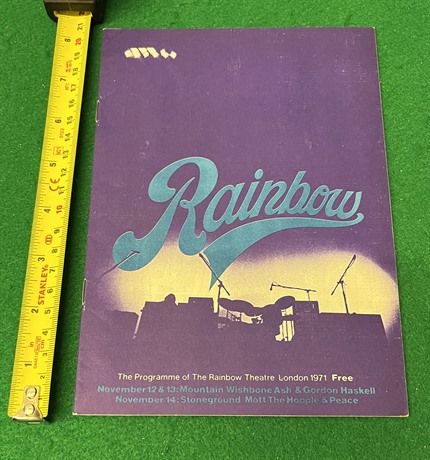 Rainbow
The Programme of The Rainbow Theatre London 1971 Free
November 12 & 13: Mountain Wishbone Ash & Gordon Haskell
November 14: Stoneground Mott The Hoople & Peace
STANLEY